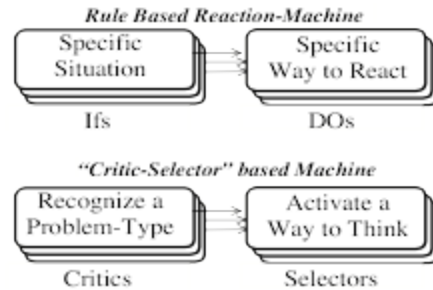 Rule Based Reaction-Machine
Specific
Situation
Specific
Way to React
Ifs
DOs
“Critic-Selector” based Machine
Recognize a
Problem-Type
Activate a
Way to Think
Critics
Selectors